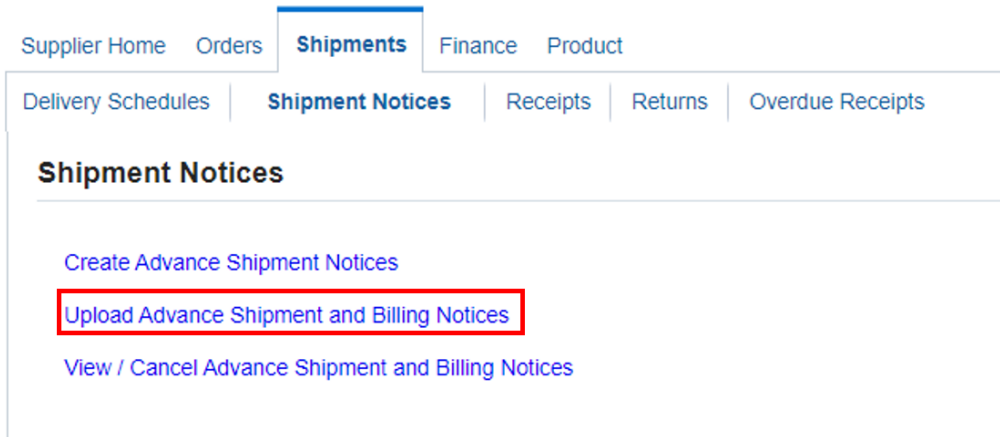 Supplier Home Orders Shipments Finance Product
Delivery Schedules Shipment Notices Receipts Returns Overdue Receipts
Shipment Notices
Create Advance Shipment Notices
Upload Advance Shipment and Billing Notices
View / Cancel Advance Shipment and Billing Notices